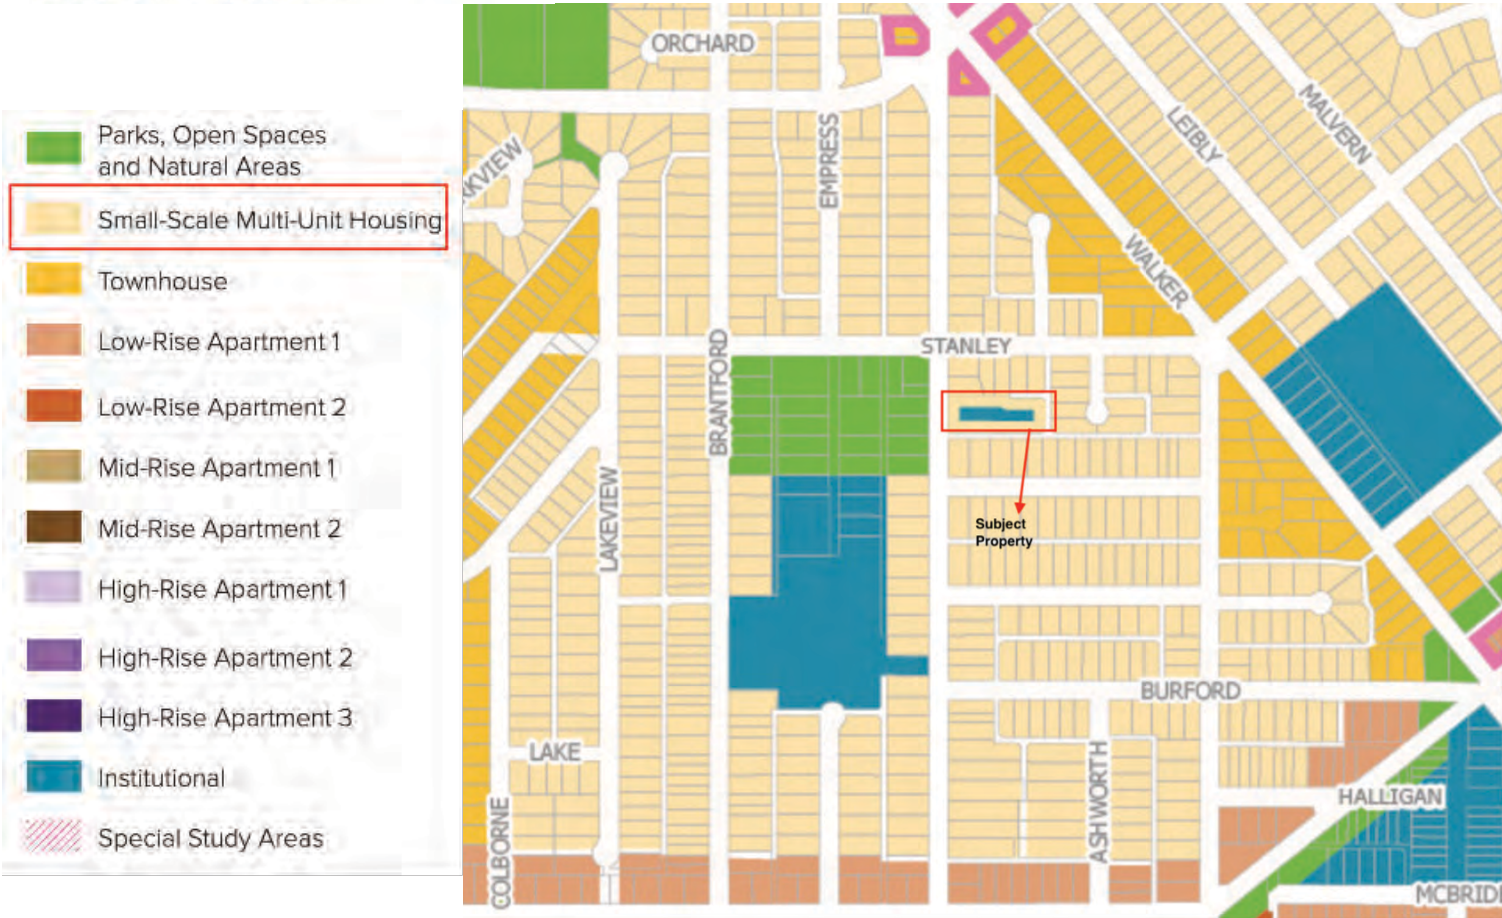 Parks, Open Spaces
and Natural Areas
Small-Scale Multi-Unit Housing
Townhouse
Low-Rise Apartment 1
Low-Rise Apartment 2
Mid-Rise Apartment 1
Mid-Rise Apartment 2
High-Rise Apartment 1
High-Rise Apartment 2
High-Rise Apartment 3
Institutional
Special Study Areas
ORCHARD
EMPRESS
LEIBLY
MALVERN
RKVIEW
WALKER
STANLEY
BRANTFORD
LAKEVIEW
Subject
Property
BURFORD
LAKE
COLBORNE
ASHWORTH
HALLIGAN
MCBRID